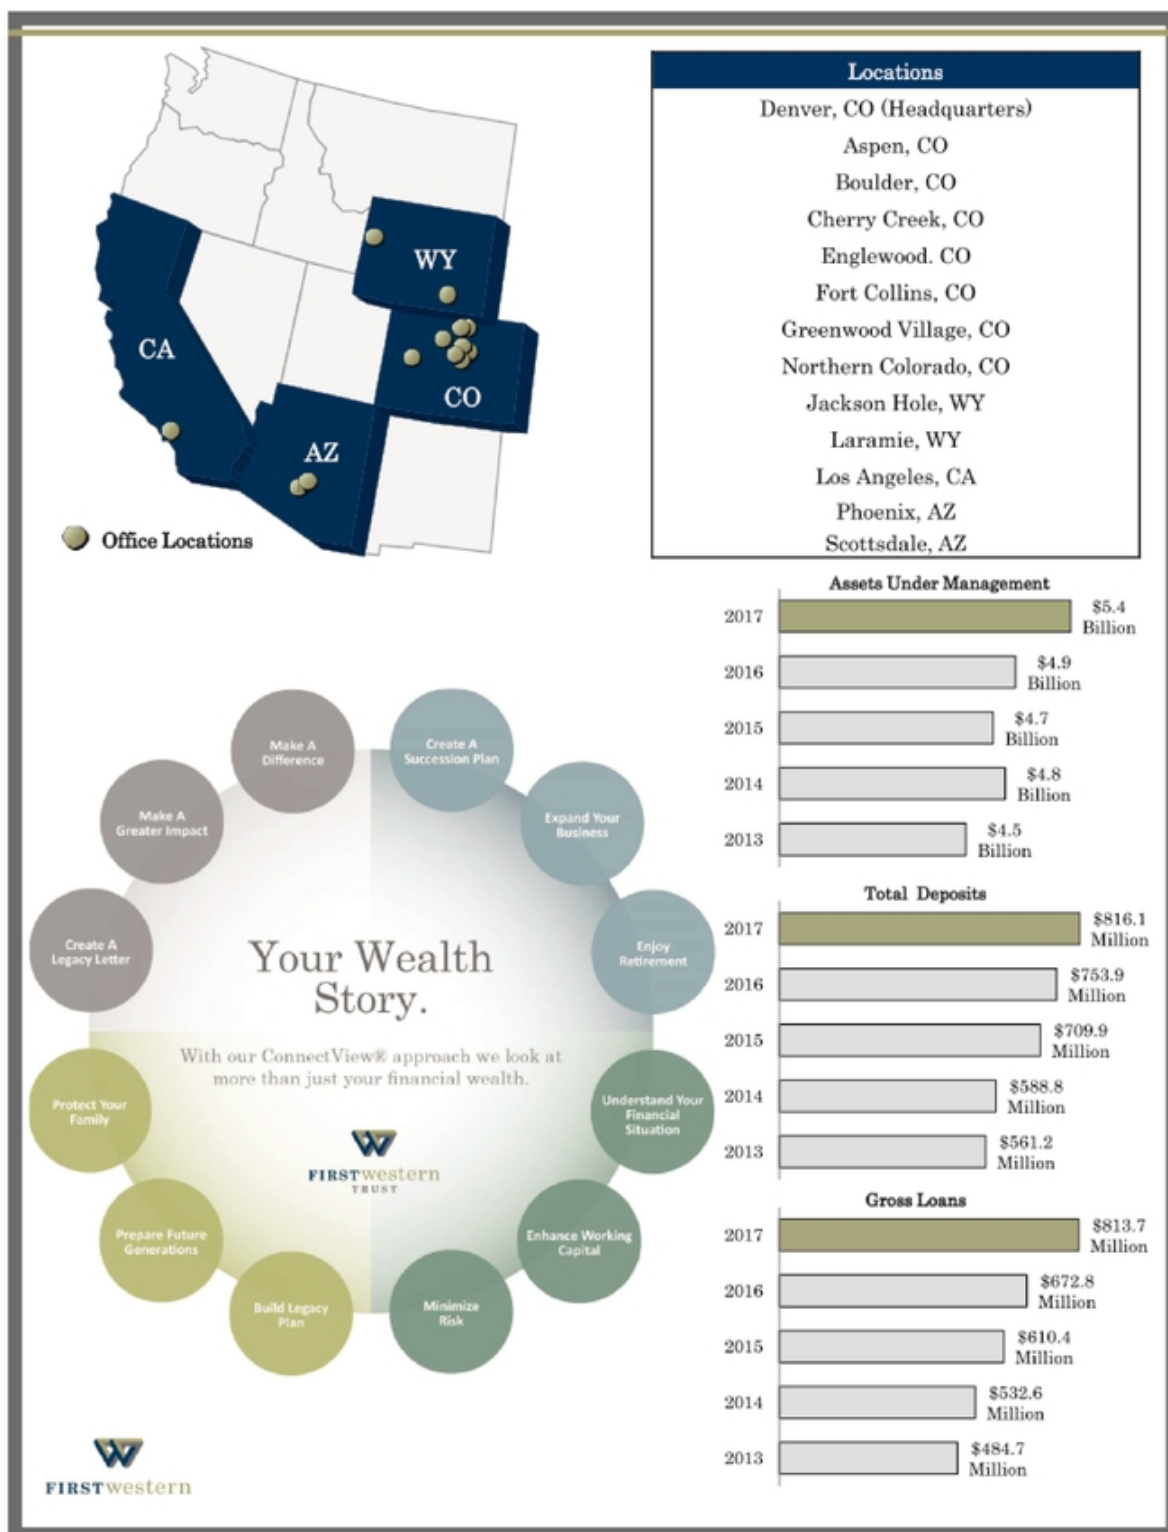 WY
CA
CO
AZ
Office Locations
Locations
Denver, CO (Headquarters)
Aspen, CO
Boulder, CO
Cherry Creek, CO
Englewood. CO
Fort Collins, CO
Greenwood Village, CO
Northern Colorado, CO
Jackson Hole, WY
Laramie, WY
Los Angeles, CA
Phoenix, AZ
Scottsdale, AZ
Make A
Difference
Create A
Succession Plan
Make A
Greater Impact
Expand Your
Business
Create A
Legacy Letter
Enjoy
Retirement
Your Wealth
Story.
With our ConnectView® approach we look at
more than just your financial wealth.
Protect Your
Family
Understand Your
Financial
Situation
FIRSTwestern
TRUST
Prepare Future
Generations
Enhance Working
Capital
Build Legacy
Plan
Minimize
Risk
FIRSTwestern
Assets Under Management
2017
$5.4
Billion
2016
$4.9
Billion
2015
$4.7
Billion
2014
$4.8
Billion
2013
$4.5
Billion
Total Deposits
2017
$816.1
Million
2016
$753.9
Million
2015
$709.9
Million
2014
$588.8
Million
2013
$561.2
Million
Gross Loans
2017
$813.7
Million
2016
$672.8
Million
2015
$610.4
Million
2014
$532.6
Million
2013
$484.7
Million